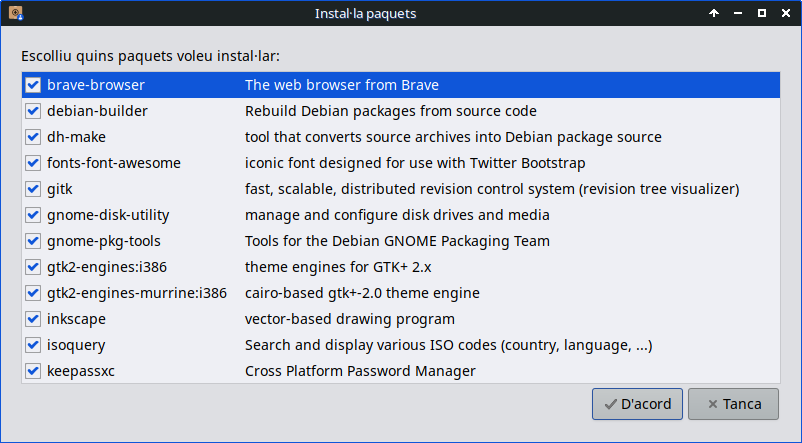 Instal·la paquets
Escolliu quins paquets voleu instal·lar:
brave-browser The web browser from Brave
debian-builder Rebuild Debian packages from source code
dh-make tool that converts source archives into Debian package source
fonts-font-awesome iconic font designed for use with Twitter Bootstrap
gitk fast, scalable, distributed revision control system (revision tree visualizer)
gnome-disk-utility manage and configure disk drives and media
gnome-pkg-tools Tools for the Debian GNOME Packaging Team
gtk2-engines:i386 theme engines for GTK+ 2.x
gtk2-engines-murrine:i386 cairo-based gtk+-2.0 theme engine
inkscape vector-based drawing program
isoquery Search and display various ISO codes (country, language, ...)
keepassxc Cross Platform Password Manager
D'acord Tanca